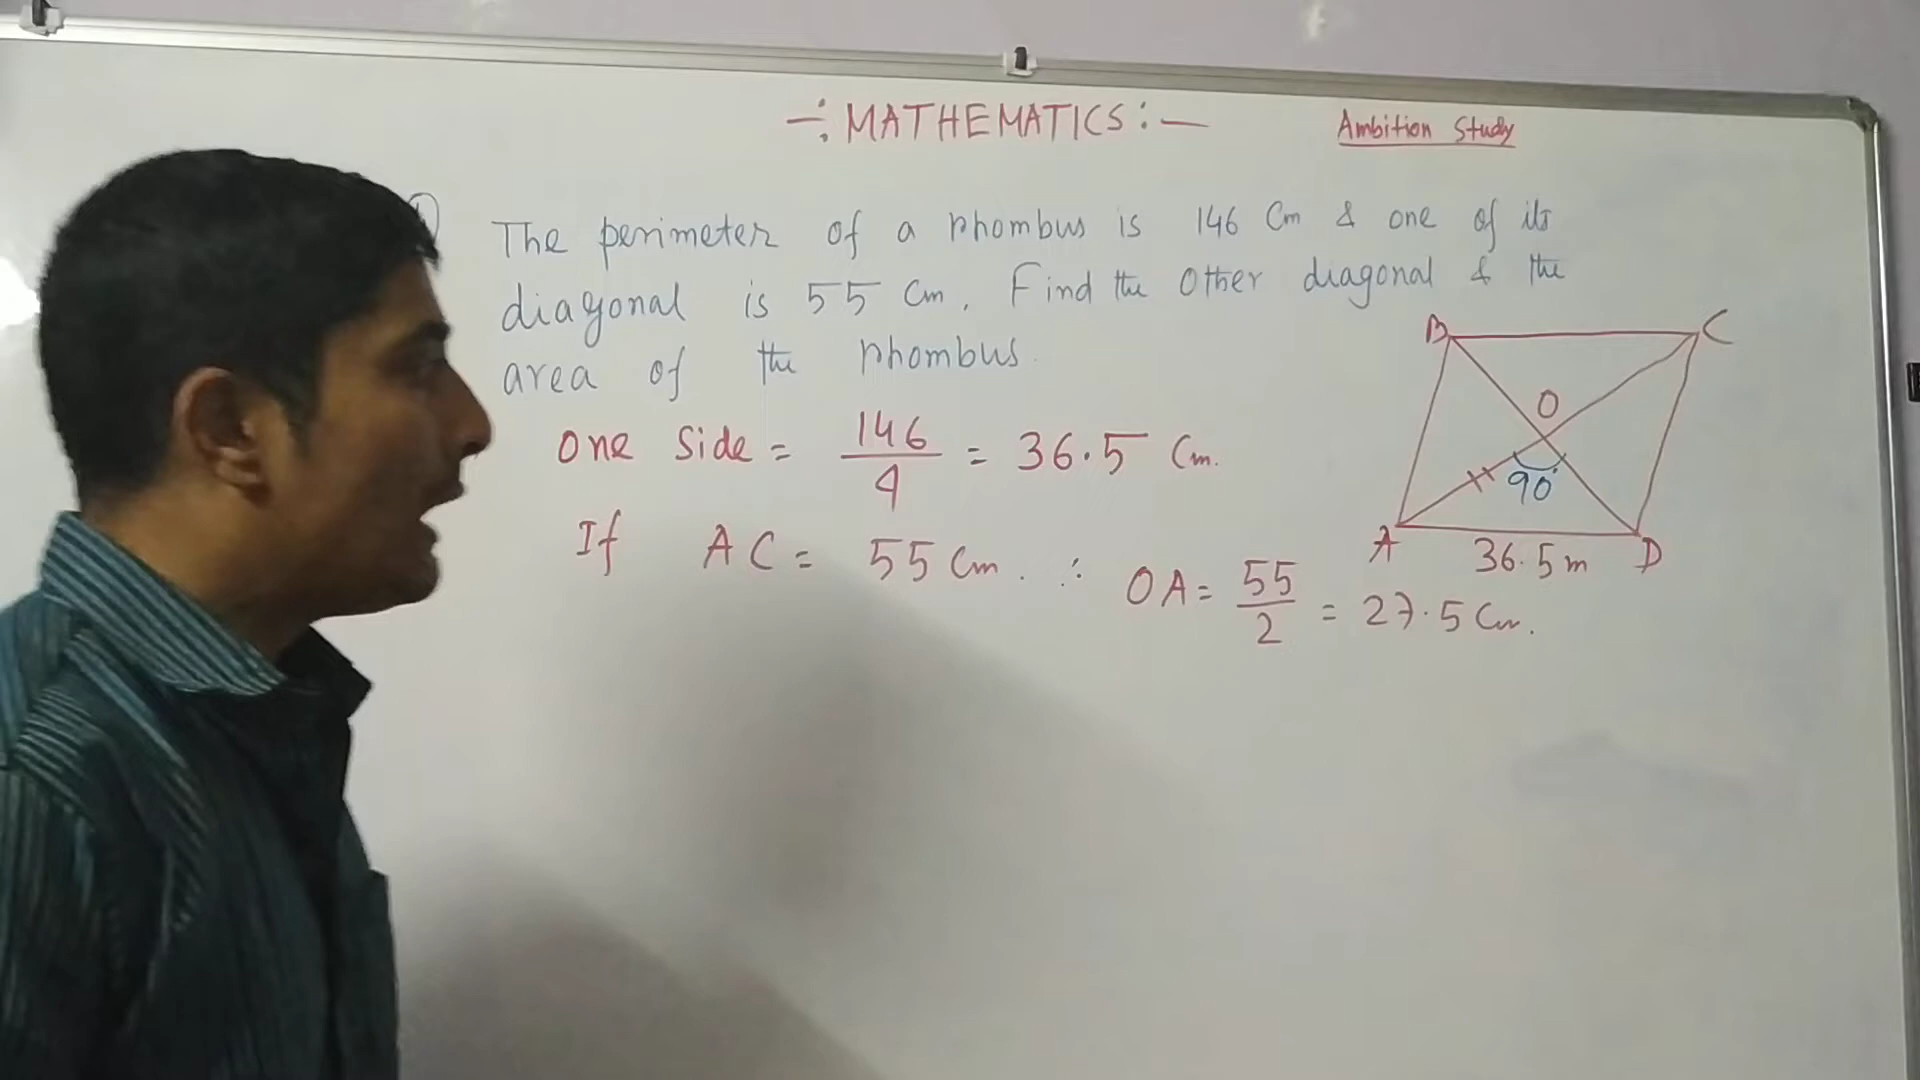 -: MATHEMATICS :-
Ambition Study
The perimeter of a rhombus is 146 Cm & one of its
diagonal is 55 Cm. Find the other diagonal & the
area of the rhombus.
One Side = 146/4 = 36.5 Cm.
If AC = 55 Cm. ∴ OA = 55/2 = 27.5 Cm.
B C
O
90°
A D
36.5 m